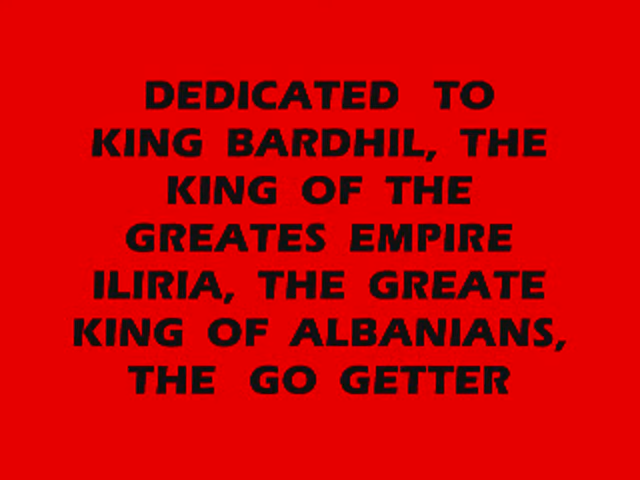 DEDICATED TO
KING BARDHIL, THE
KING OF THE
GREATES EMPIRE
ILIRIA, THE GREATE
KING OF ALBANIANS,
THE GO GETTER